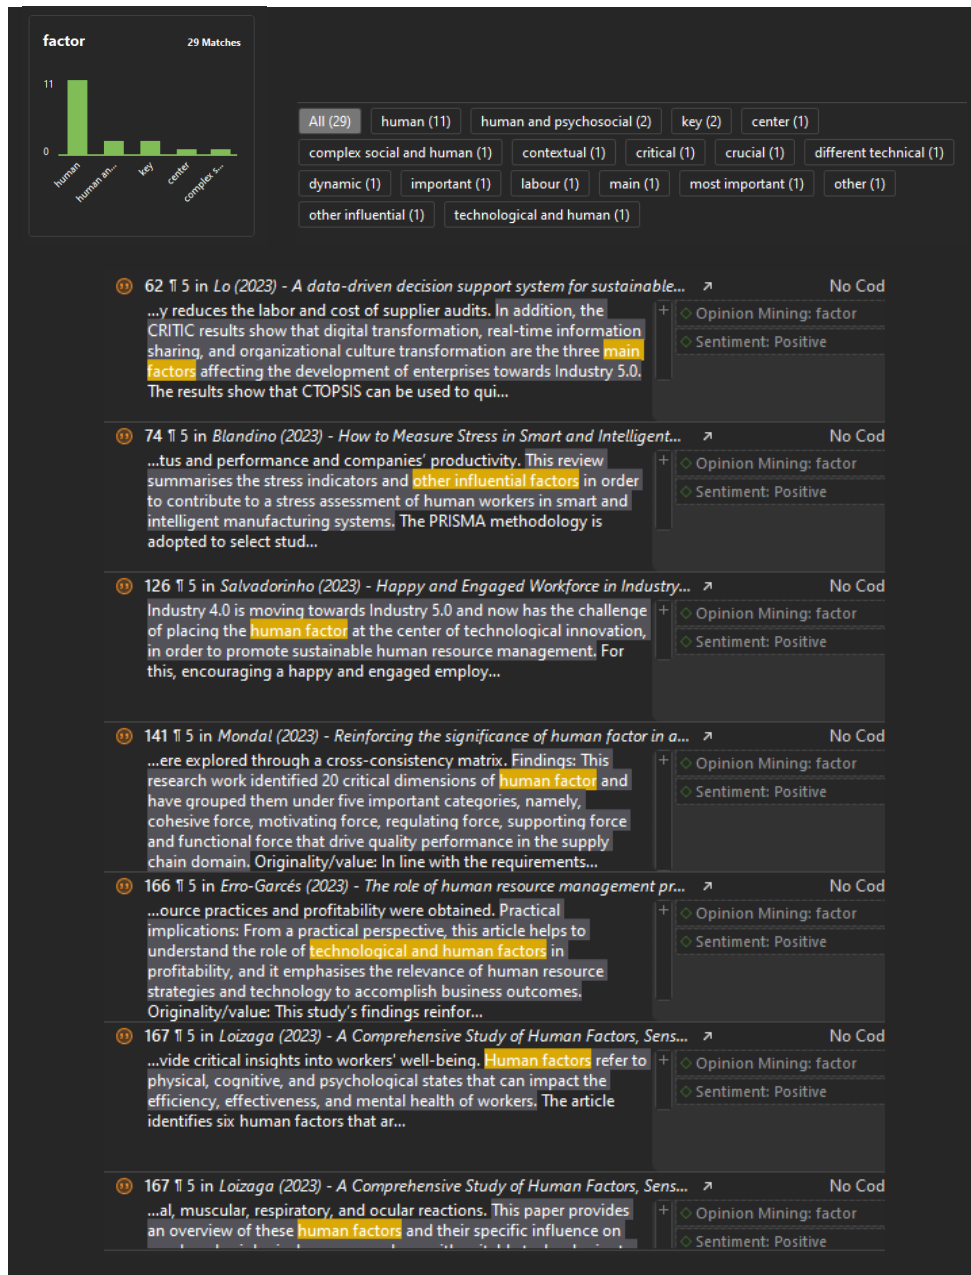 factor
29 Matches
11
0
human
human an...
key
center
complex s...
All (29)
human (11)
human and psychosocial (2)
key (2)
center (1)
complex social and human (1)
contextual (1)
critical (1)
crucial (1)
different technical (1)
dynamic (1)
important (1)
labour (1)
main (1)
most important (1)
other (1)
other influential (1)
technological and human (1)
62 ¶ 5 in Lo (2023) - A data-driven decision support system for sustainable...
No Cod
...y reduces the labor and cost of supplier audits. In addition, the
CRITIC results show that digital transformation, real-time information
sharing, and organizational culture transformation are the three main
factors affecting the development of enterprises towards Industry 5.0.
The results show that CTOPSIS can be used to qui...
+
Opinion Mining: factor
Sentiment: Positive
74 ¶ 5 in Blandino (2023) - How to Measure Stress in Smart and Intelligent...
No Cod
...tus and performance and companies' productivity. This review
summarises the stress indicators and other influential factors in order
to contribute to a stress assessment of human workers in smart and
intelligent manufacturing systems. The PRISMA methodology is
adopted to select stud...
+
Opinion Mining: factor
Sentiment: Positive
126 ¶ 5 in Salvadorinho (2023) - Happy and Engaged Workforce in Industry...
No Cod
Industry 4.0 is moving towards Industry 5.0 and now has the challenge
of placing the human factor at the center of technological innovation,
in order to promote sustainable human resource management. For
this, encouraging a happy and engaged employ...
+
Opinion Mining: factor
Sentiment: Positive
141 ¶ 5 in Mondal (2023) - Reinforcing the significance of human factor in a...
No Cod
...ere explored through a cross-consistency matrix. Findings: This
research work identified 20 critical dimensions of human factor and
have grouped them under five important categories, namely,
cohesive force, motivating force, regulating force, supporting force
and functional force that drive quality performance in the supply
chain domain. Originality/value: In line with the requirements...
+
Opinion Mining: factor
Sentiment: Positive
166 ¶ 5 in Erro-Garcés (2023) - The role of human resource management pr...
No Cod
...ource practices and profitability were obtained. Practical
implications: From a practical perspective, this article helps to
understand the role of technological and human factors in
profitability, and it emphasises the relevance of human resource
strategies and technology to accomplish business outcomes.
Originality/value: This study's findings reinfor...
+
Opinion Mining: factor
Sentiment: Positive
167 ¶ 5 in Loizaga (2023) - A Comprehensive Study of Human Factors, Sens...
No Cod
...vide critical insights into workers' well-being. Human factors refer to
physical, cognitive, and psychological states that can impact the
efficiency, effectiveness, and mental health of workers. The article
identifies six human factors that ar...
+
Opinion Mining: factor
Sentiment: Positive
167 ¶ 5 in Loizaga (2023) - A Comprehensive Study of Human Factors, Sens...
No Cod
...al, muscular, respiratory, and ocular reactions. This paper provides
an overview of these human factors and their specific influence on
+
Opinion Mining: factor
Sentiment: Positive